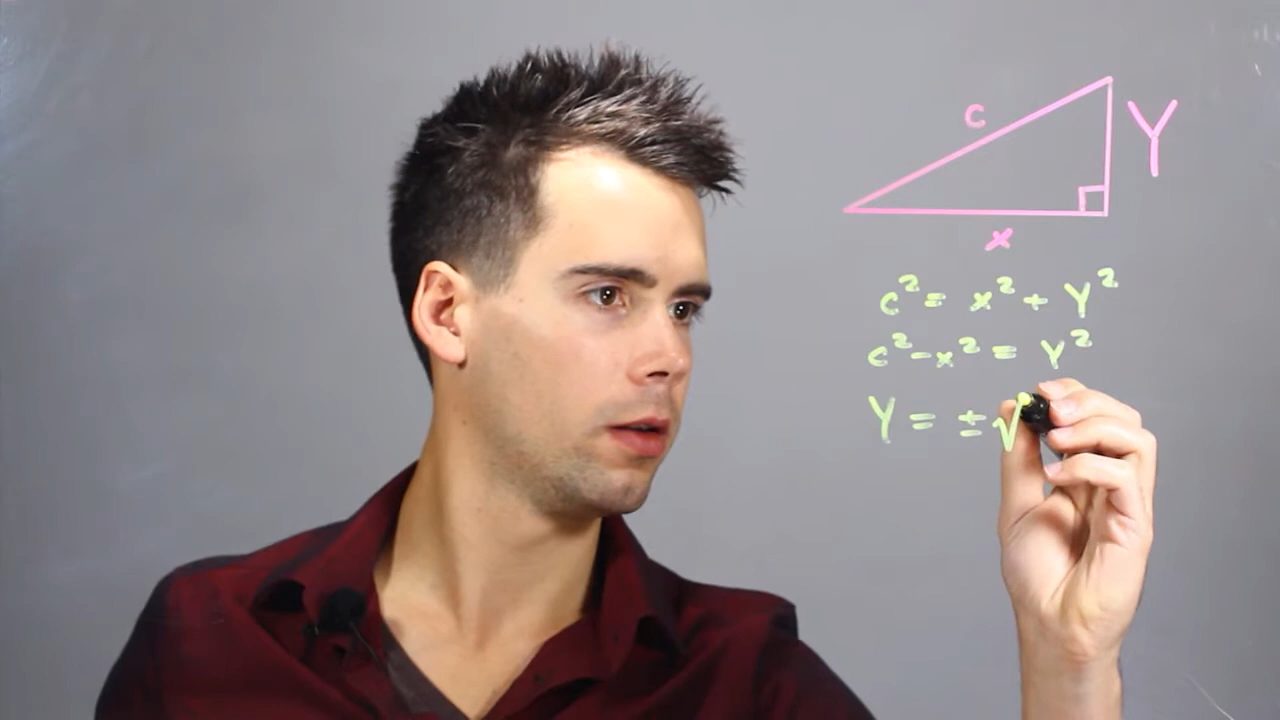 c
Y
x
c² = x² + Y²
c² - x² = Y²
Y = ± √